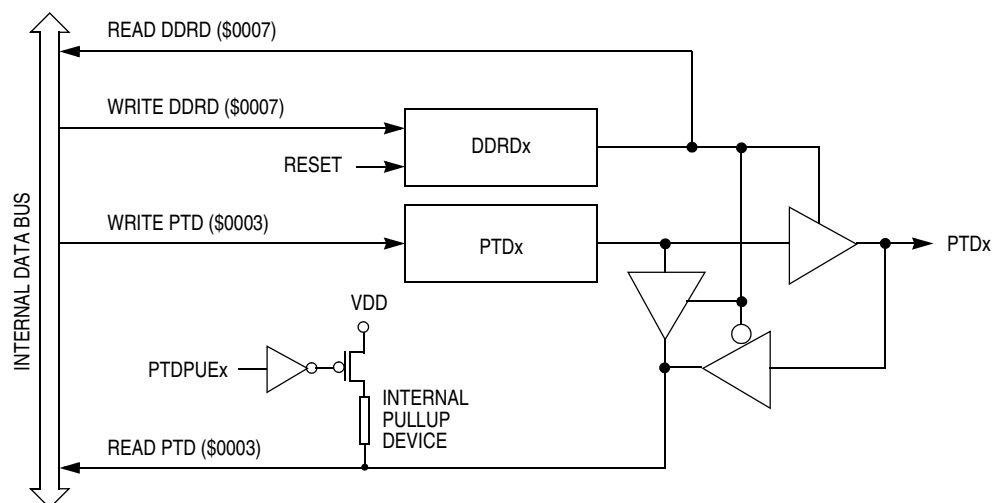 READ DDRD ($0007)
WRITE DDRD ($0007)
DDRDx
RESET
WRITE PTD ($0003)
PTDx
PTDx
VDD
PTDPUEx
INTERNAL
PULLUP
DEVICE
READ PTD ($0003)
INTERNAL DATA BUS